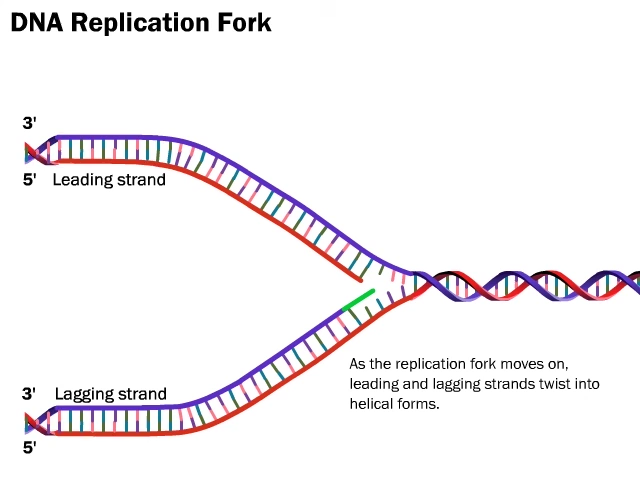 DNA Replication Fork
3'
5' Leading strand
3' Lagging strand
5'
As the replication fork moves on,
leading and lagging strands twist into
helical forms.